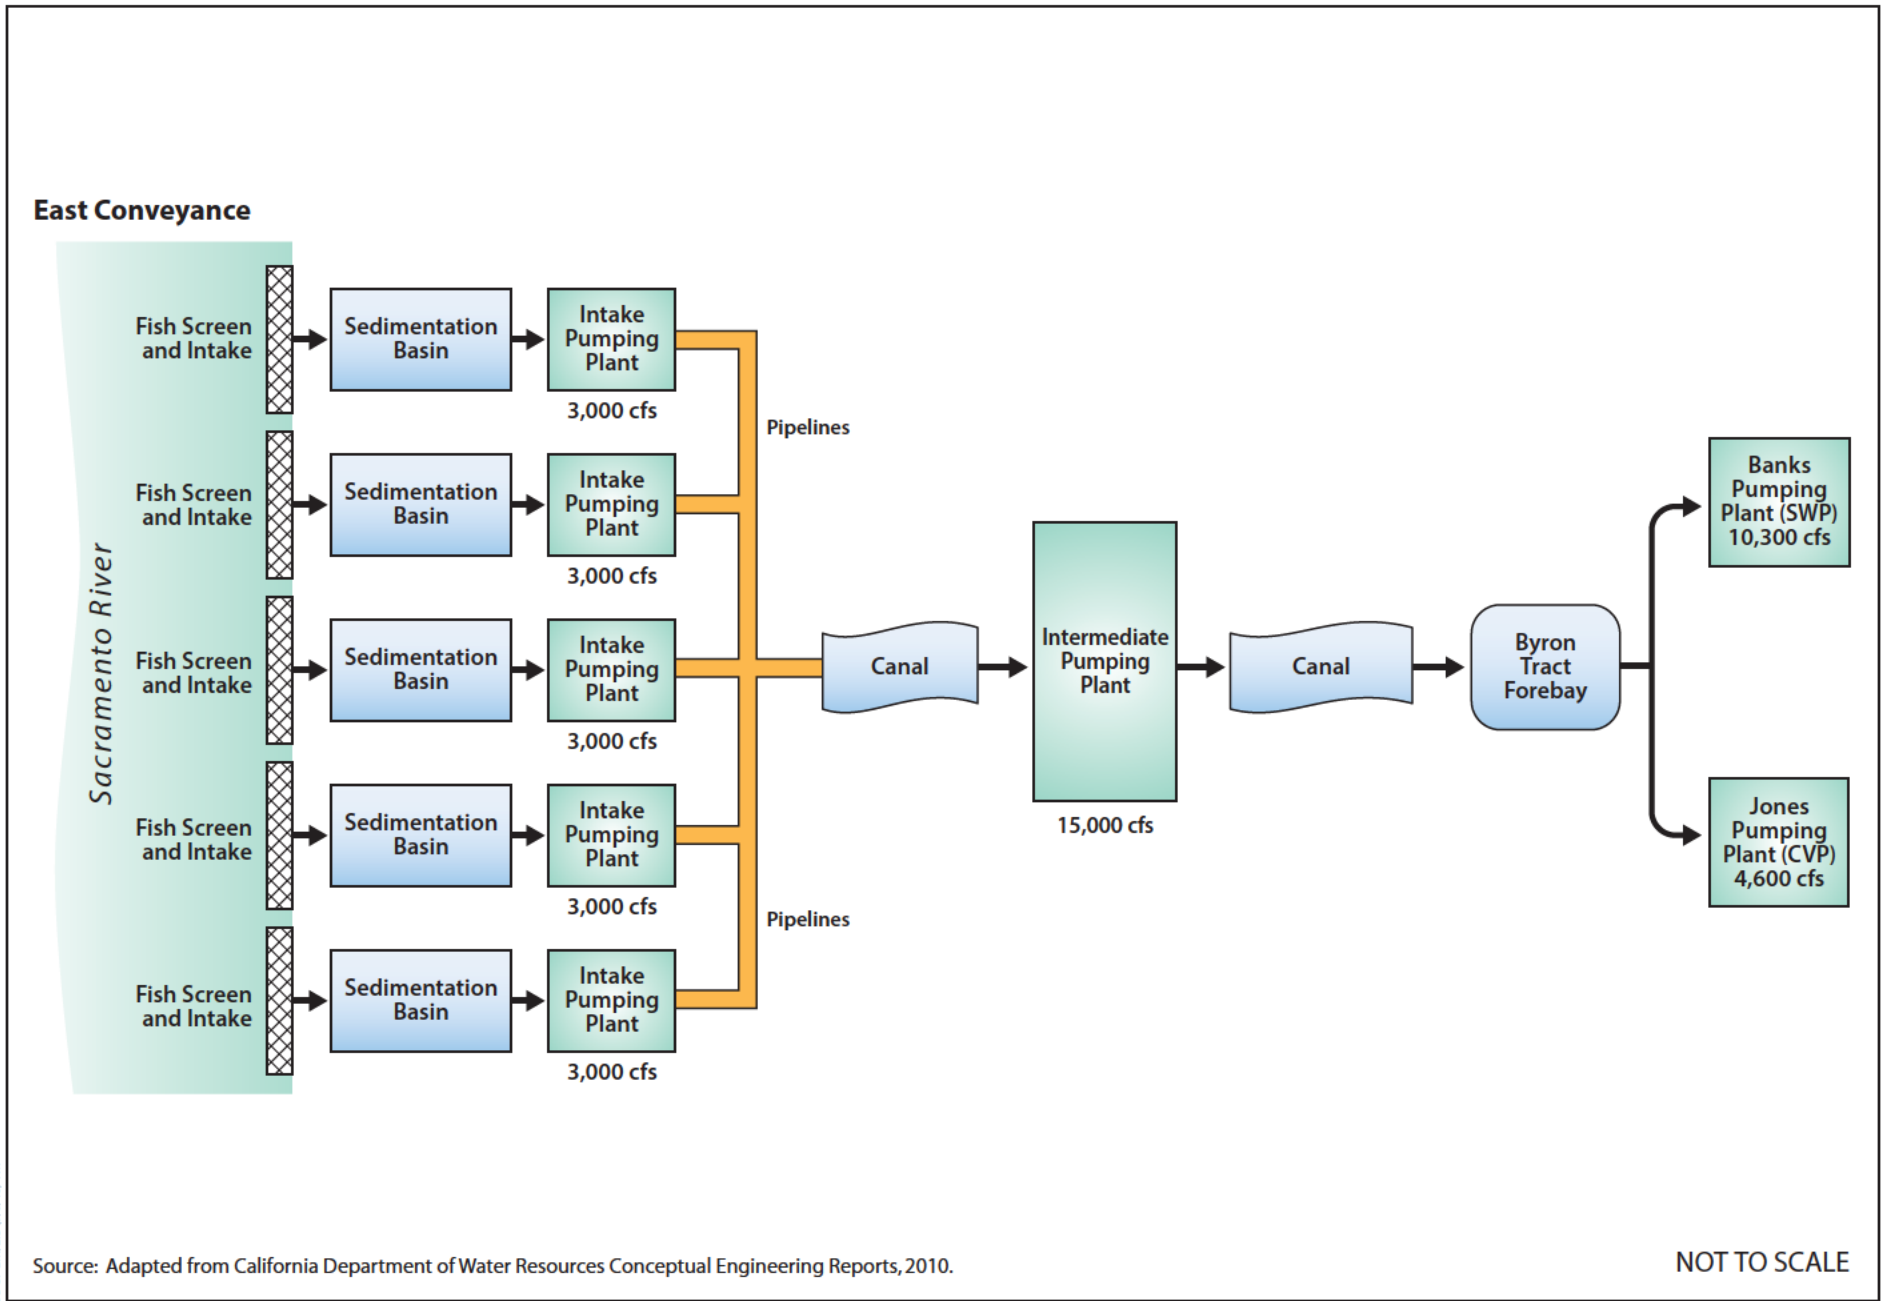 East Conveyance
Sacramento River
Fish Screen
and Intake
Sedimentation
Basin
Intake
Pumping
Plant
3,000 cfs
Fish Screen
and Intake
Sedimentation
Basin
Intake
Pumping
Plant
3,000 cfs
Fish Screen
and Intake
Sedimentation
Basin
Intake
Pumping
Plant
3,000 cfs
Fish Screen
and Intake
Sedimentation
Basin
Intake
Pumping
Plant
3,000 cfs
Fish Screen
and Intake
Sedimentation
Basin
Intake
Pumping
Plant
3,000 cfs
Pipelines
Pipelines
Canal
Intermediate
Pumping
Plant
15,000 cfs
Canal
Byron
Tract
Forebay
Banks
Pumping
Plant (SWP)
10,300 cfs
Jones
Pumping
Plant (CVP)
4,600 cfs
Source: Adapted from California Department of Water Resources Conceptual Engineering Reports, 2010.
NOT TO SCALE